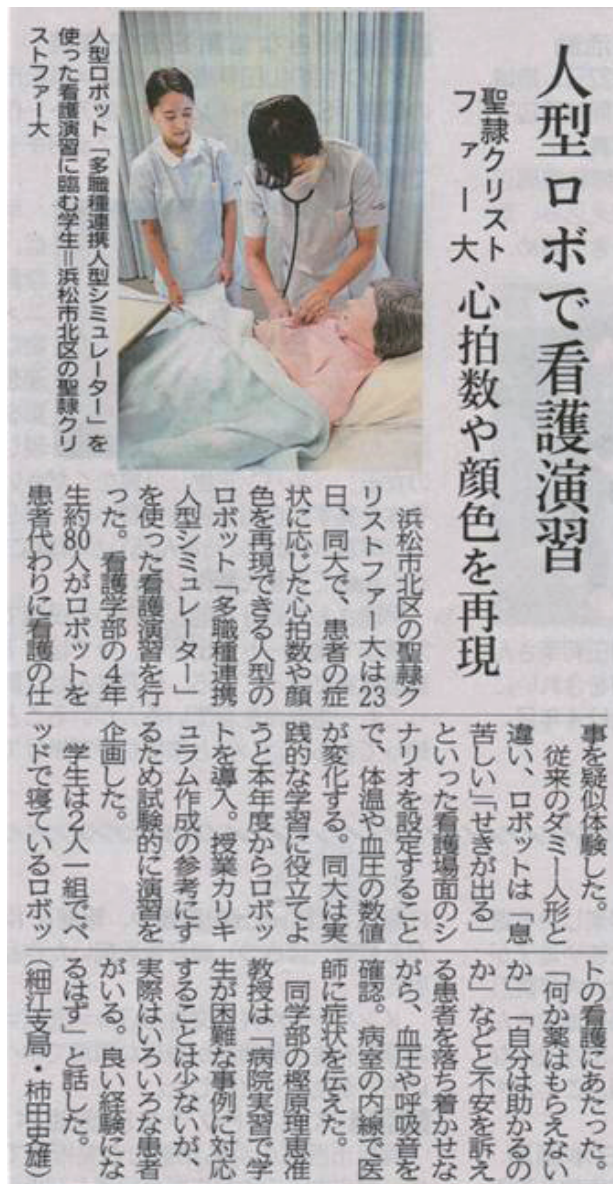 人型ロボで看護演習
聖隷クリスト
ファー大
心拍数や顔色を再現
人型ロボット「多職種連携人型シミュレーター」を
使った看護演習に臨む学生＝浜松市北区の聖隷クリ
ストファー大
浜松市北区の聖隷ク
リストファー大は23
日、同大で、患者の症
状に応じた心拍数や顔
色を再現できる人型の
ロボット「多職種連携
人型シミュレーター」
を使った看護演習を行
った。看護学部の4年
生約80人がロボットを
患者代わりに看護の仕
事を疑似体験した。
従来のダミー人形と
違い、ロボットは「息
苦しい」「せきが出る」
といった看護場面のシ
ナリオを設定すること
で、体温や血圧の数値
が変化する。同大は実
践的な学習に役立てよ
うと本年度からロボッ
トを導入。授業カリキ
ュラム作成の参考にす
るため試験的に演習を
企画した。
学生は2人一組でベ
ッドで寝ているロボッ
トの看護にあたった。
「何か薬はもらえない
か」「自分は助かるの
か」などと不安を訴え
る患者を落ち着かせな
がら、血圧や呼吸音を
確認。病室の内線で医
師に症状を伝えた。
同学部の樫原理恵准
教授は「病院実習で学
生が困難な事例に対応
することは少ないが、
実際はいろいろな患者
がいる。良い経験にな
るはず」と話した。
（細江支局・柿田史雄）